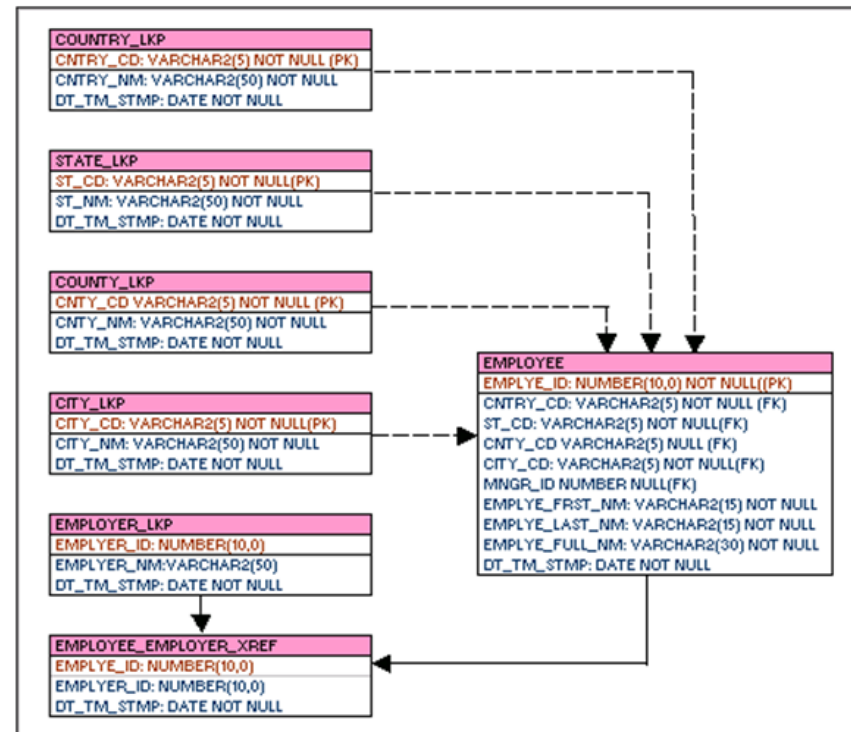 COUNTRY_LKP
CNTRY_CD: VARCHAR2(5) NOT NULL (PK)
CNTRY_NM: VARCHAR2(50) NOT NULL
DT_TM_STMP: DATE NOT NULL
STATE_LKP
ST_CD: VARCHAR2(5) NOT NULL(PK)
ST_NM: VARCHAR2(50) NOT NULL
DT_TM_STMP: DATE NOT NULL
COUNTY_LKP
CNTY_CD VARCHAR2(5) NOT NULL (PK)
CNTY_NM: VARCHAR2(50) NOT NULL
DT_TM_STMP: DATE NOT NULL
CITY_LKP
CITY_CD: VARCHAR2(5) NOT NULL(PK)
CITY_NM: VARCHAR2(50) NOT NULL
DT_TM_STMP: DATE NOT NULL
EMPLOYER_LKP
EMPLYER_ID: NUMBER(10,0)
EMPLYER_NM:VARCHAR2(50)
DT_TM_STMP: DATE NOT NULL
EMPLOYEE_EMPLOYER_XREF
EMPLYE_ID: NUMBER(10,0)
EMPLYER_ID: NUMBER(10,0)
DT_TM_STMP: DATE NOT NULL
EMPLOYEE
EMPLYE_ID: NUMBER(10,0) NOT NULL((PK)
CNTRY_CD: VARCHAR2(5) NOT NULL (FK)
ST_CD: VARCHAR2(5) NOT NULL(FK)
CNTY_CD VARCHAR2(5) NULL (FK)
CITY_CD: VARCHAR2(5) NOT NULL(FK)
MNGR_ID NUMBER NULL(FK)
EMPLYE_FRST_NM: VARCHAR2(15) NOT NULL
EMPLYE_LAST_NM: VARCHAR2(15) NOT NULL
EMPLYE_FULL_NM: VARCHAR2(30) NOT NULL
DT_TM_STMP: DATE NOT NULL